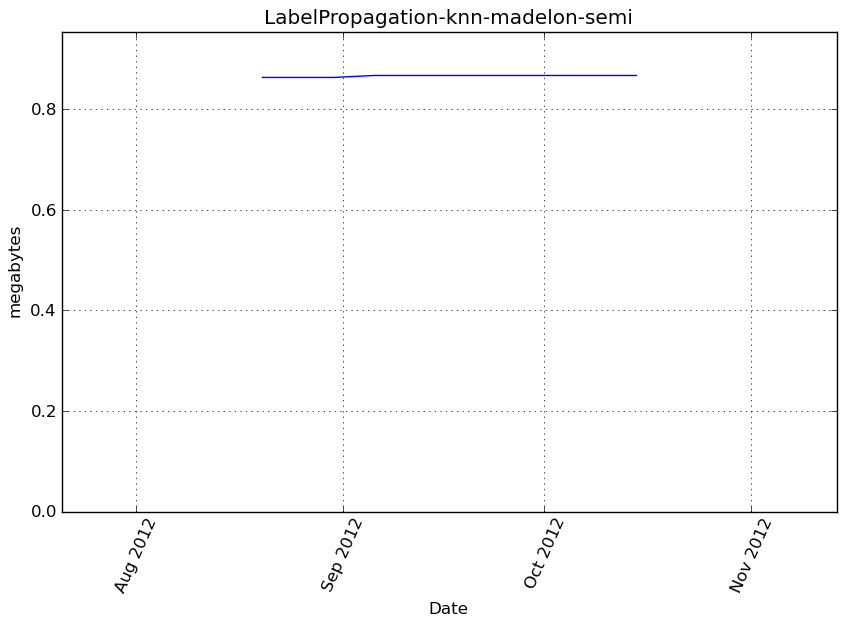 LabelPropagation-knn-madelon-semi
megabytes
0.8
0.6
0.4
0.2
0.0
Aug 2012
Sep 2012
Oct 2012
Nov 2012
Date